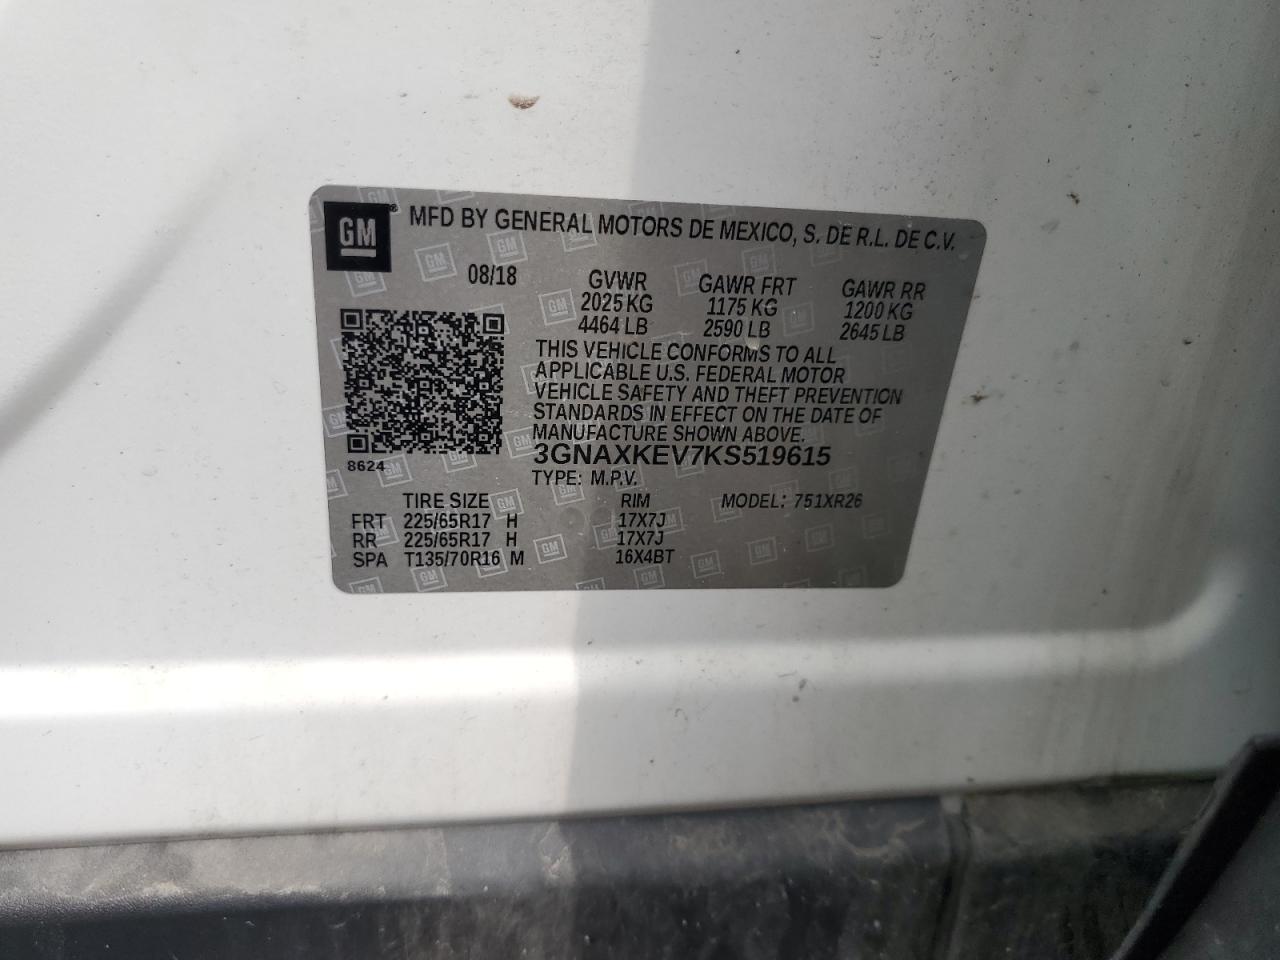 GM ® MFD BY GENERAL MOTORS DE MEXICO, S. DE R.L. DE C.V.
08/18 GVWR GAWR FRT GAWR RR
2025 KG 1175 KG 1200 KG
4464 LB 2590 LB 2645 LB
THIS VEHICLE CONFORMS TO ALL
APPLICABLE U.S. FEDERAL MOTOR
VEHICLE SAFETY AND THEFT PREVENTION
STANDARDS IN EFFECT ON THE DATE OF
MANUFACTURE SHOWN ABOVE.
8624 3GNAXKEV7KS519615
TYPE: M.P.V.
TIRE SIZE RIM MODEL: 751XR26
FRT 225/65R17 H 17X7J
RR 225/65R17 H 17X7J
SPA T135/70R16 M 16X4BT